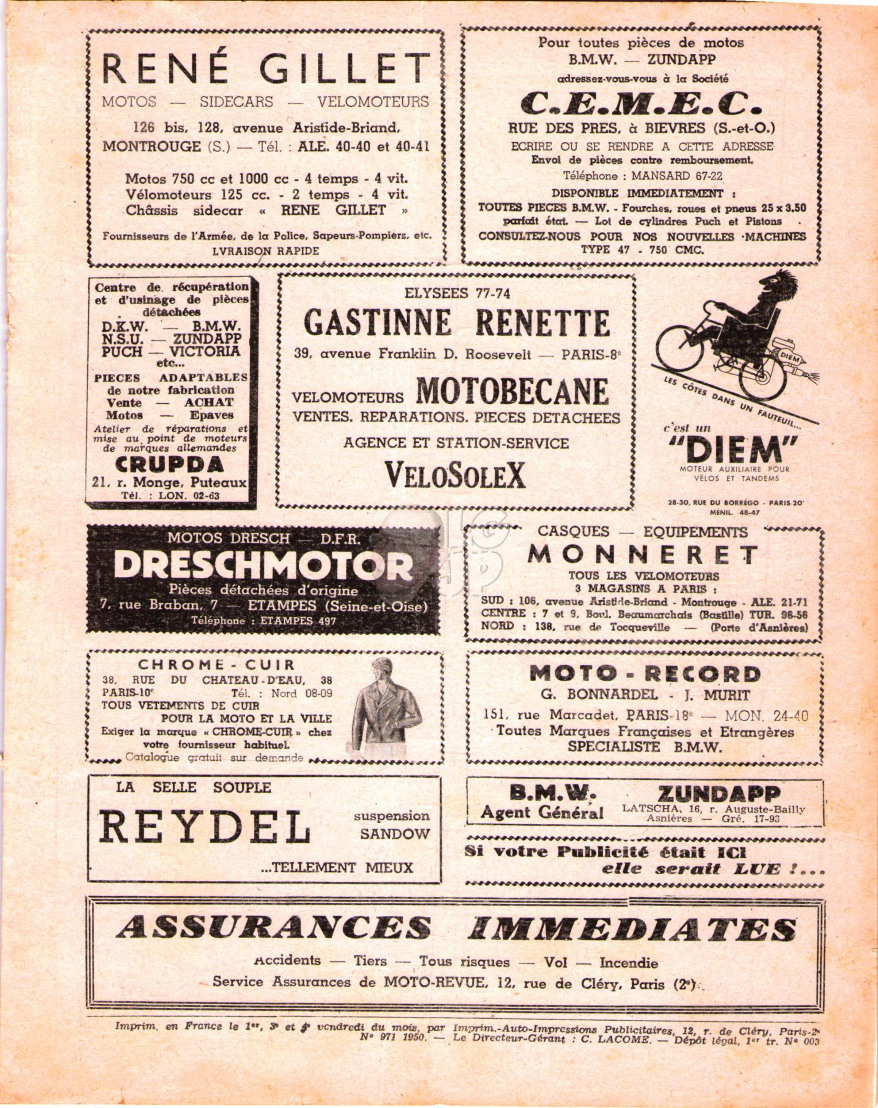 RENÉ GILLET
MOTOS — SIDECARS — VELOMOTEURS
126 bis, 128, avenue Aristide-Briand,
MONTROUGE (S.) — Tél. : ALE. 40-40 et 40-41
Motos 750 cc et 1000 cc - 4 temps - 4 vit.
Vélomoteurs 125 cc. - 2 temps - 4 vit.
Châssis sidecar « RENE GILLET »
Fournisseurs de l'Armée, de la Police, Sapeurs-Pompiers, etc.
LVRAISON RAPIDE
Pour toutes pièces de motos
B.M.W. — ZUNDAPP
adressez-vous-vous à la Société
C.E.M.E.C.
RUE DES PRES, à BIEVRES (S.-et-O.)
ECRIRE OU SE RENDRE A CETTE ADRESSE
Envoi de pièces contre remboursement.
Téléphone : MANSARD 67-22
DISPONIBLE IMMEDIATEMENT :
TOUTES PIECES B.M.W. - Fourches, roues et pneus 25 x 3.50
parfait état. — Lot de cylindres Puch et Pistons
CONSULTEZ-NOUS POUR NOS NOUVELLES MACHINES
TYPE 47 - 750 CMC.
Centre de récupération
et d'usinage de pièces
détachées
D.K.W. — B.M.W.
N.S.U. — ZUNDAPP
PUCH — VICTORIA
etc...
PIECES ADAPTABLES
de notre fabrication
Vente — ACHAT
Motos — Epaves
Atelier de réparations et
mise au point de moteurs
de marques allemandes
CRUPDA
21, r. Monge, Puteaux
Tél. : LON. 02-63
ELYSEES 77-74
GASTINNE RENETTE
39, avenue Franklin D. Roosevelt — PARIS-8e
VELOMOTEURS MOTOBECANE
VENTES. REPARATIONS. PIECES DETACHEES
AGENCE ET STATION-SERVICE
VELOSOLEX
DIEM
LES CÔTES DANS UN FAUTEUIL...
c'est un
"DIEM"
MOTEUR AUXILIAIRE POUR
VÉLOS ET TANDEMS
28-30, RUE DU BORRÉGO - PARIS 20e
MÉNIL. 48-47
MOTOS DRESCH — D.F.R.
DRESCHMOTOR
Pièces détachées d'origine
7, rue Braban, 7 — ETAMPES (Seine-et-Oise)
Téléphone : ETAMPES 497
CASQUES — EQUIPEMENTS
MONNERET
TOUS LES VELOMOTEURS
3 MAGASINS A PARIS :
SUD : 106, avenue Aristide-Briand - Montrouge - ALE. 21-71
CENTRE : 7 et 9, Boul. Beaumarchais (Bastille) TUR. 96-56
NORD : 138, rue de Tocqueville — (Porte d'Asnières)
CHROME-CUIR
38, RUE DU CHATEAU-D'EAU, 38
PARIS-10e Tél. : Nord 08-09
TOUS VETEMENTS DE CUIR
POUR LA MOTO ET LA VILLE
Exiger la marque « CHROME-CUIR » chez
votre fournisseur habituel.
Catalogue gratuit sur demande
MOTO-RECORD
G. BONNARDEL - J. MURIT
151, rue Marcadet, PARIS-18e — MON. 24-40
Toutes Marques Françaises et Etrangères
SPECIALISTE B.M.W.
LA SELLE SOUPLE
REYDEL
suspension
SANDOW
...TELLEMENT MIEUX
B.M.W.
Agent Général
ZUNDAPP
LATSCHA, 16, r. Auguste-Bailly
Asnières — Gré. 17-93
Si votre Publicité était ICI
elle serait LUE !...
ASSURANCES IMMEDIATES
Accidents — Tiers — Tous risques — Vol — Incendie
Service Assurances de MOTO-REVUE, 12, rue de Cléry, Paris (2e).
Imprim. en France le 1er, 3e et 4e vendredi du mois, par Imprim.-Auto-Impressions Publicitaires, 12, r. de Cléry, Paris-2e
N° 971 1950. — Le Directeur-Gérant : C. LACOME. — Dépôt légal, 1er tr. N° 003